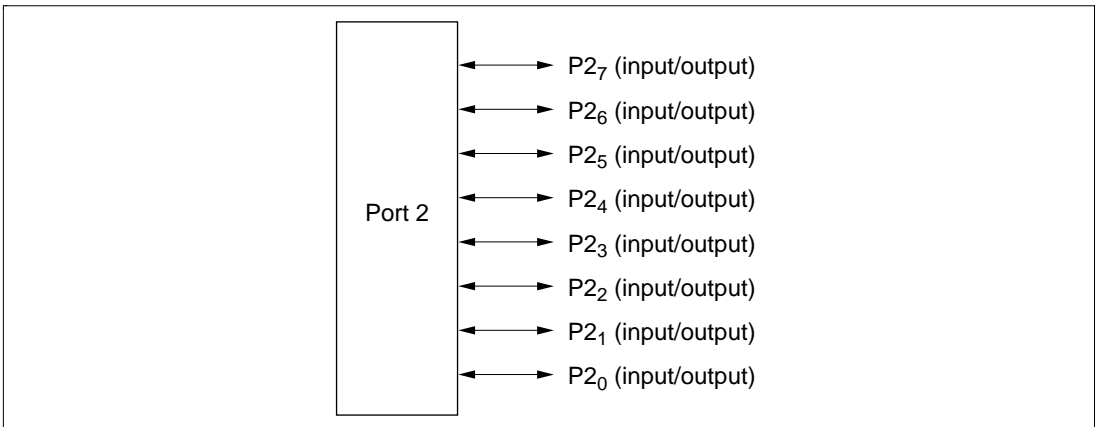 P2₇ (input/output)
P2₆ (input/output)
P2₅ (input/output)
P2₄ (input/output)
Port 2
P2₃ (input/output)
P2₂ (input/output)
P2₁ (input/output)
P2₀ (input/output)